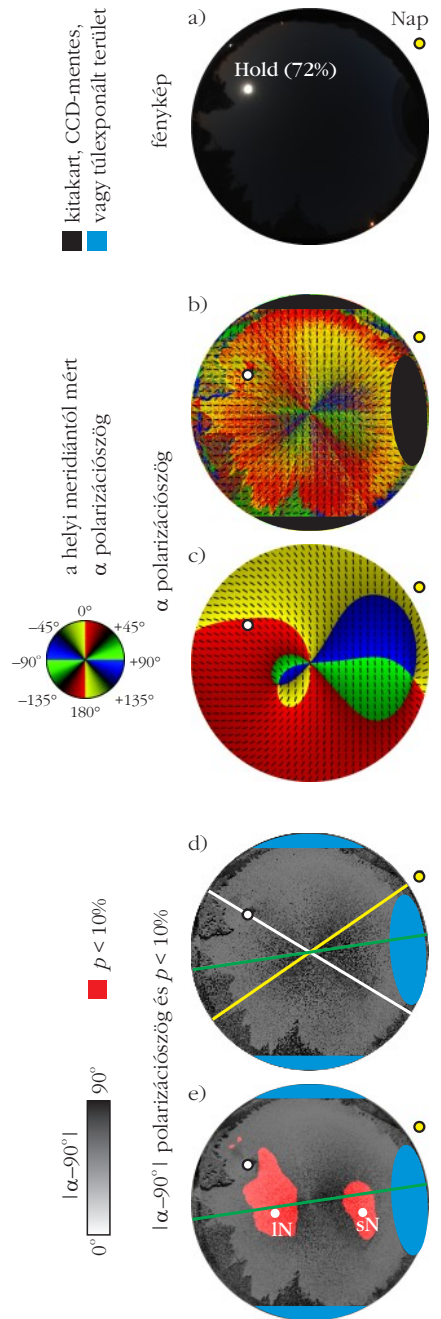 a)
Nap
Hold (72%)
fénykép
kitakart, CCD-mentes,
vagy túlexponált terület
b)
a helyi meridiántól mért
α polarizációszög
α polarizációszög
0°
–45°
+45°
–90°
+90°
–135°
+135°
180°
c)
d)
p < 10%
|α–90°| polarizációszög és p < 10%
|α–90°|
0°
90°
e)
lN
sN